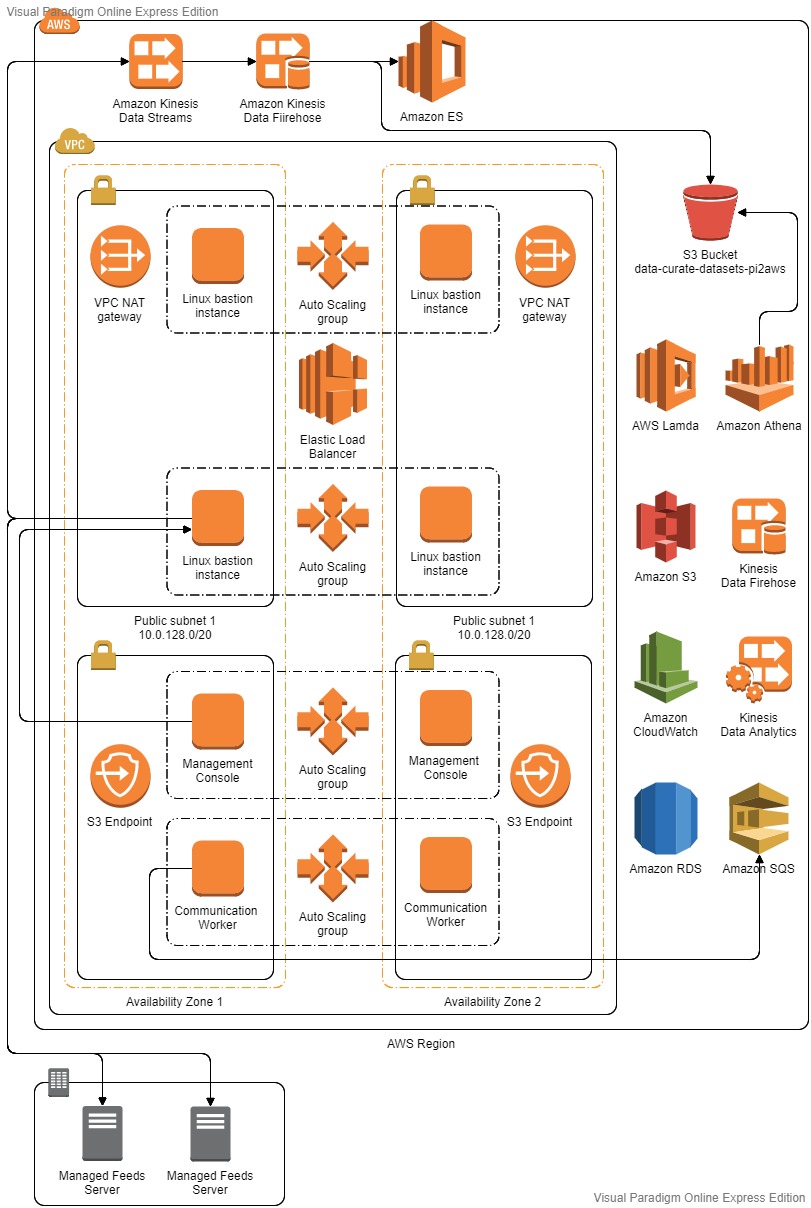 Visual Paradigm Online Express Edition
AWS
Amazon Kinesis
Data Streams
Amazon Kinesis
Data Fiirehose
Amazon ES
VPC
VPC NAT
gateway
Linux bastion
instance
Auto Scaling
group
Linux bastion
instance
VPC NAT
gateway
S3 Bucket
data-curate-datasets-pi2aws
Elastic Load
Balancer
AWS Lamda
Amazon Athena
Linux bastion
instance
Auto Scaling
group
Linux bastion
instance
Amazon S3
Kinesis
Data Firehose
Public subnet 1
10.0.128.0/20
Public subnet 1
10.0.128.0/20
Management
Console
Auto Scaling
group
Management
Console
Amazon
CloudWatch
Kinesis
Data Analytics
S3 Endpoint
S3 Endpoint
Communication
Worker
Auto Scaling
group
Communication
Worker
Amazon RDS
Amazon SQS
Availability Zone 1
Availability Zone 2
AWS Region
Managed Feeds
Server
Managed Feeds
Server
Visual Paradigm Online Express Edition